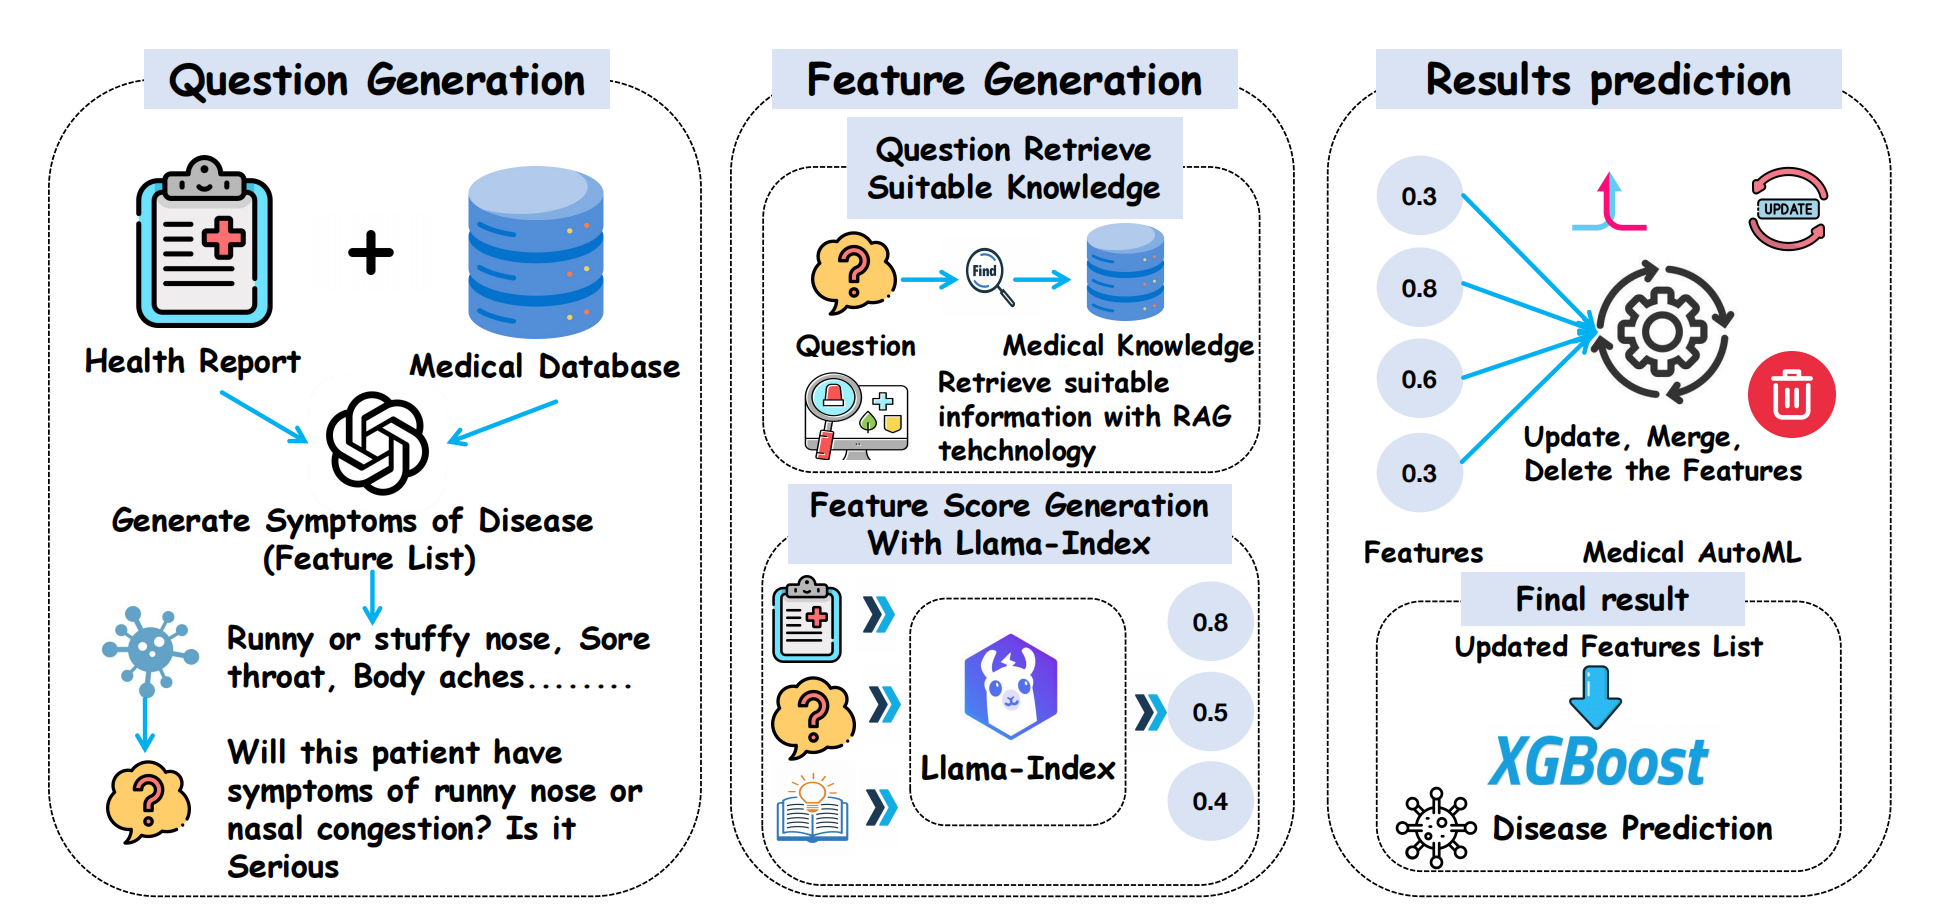 Question Generation
Health Report
+
Medical Database
Generate Symptoms of Disease
(Feature List)
Runny or stuffy nose, Sore
throat, Body aches........
Will this patient have
symptoms of runny nose or
nasal congestion? Is it
Serious
Feature Generation
Question Retrieve
Suitable Knowledge
Find
Question
Medical Knowledge
Retrieve suitable
information with RAG
tehchnology
Feature Score Generation
With Llama-Index
Llama-Index
0.8
0.5
0.4
Results prediction
0.3
0.8
0.6
0.3
UPDATE
Update, Merge,
Delete the Features
Features
Medical AutoML
Final result
Updated Features List
XGBoost
Disease Prediction